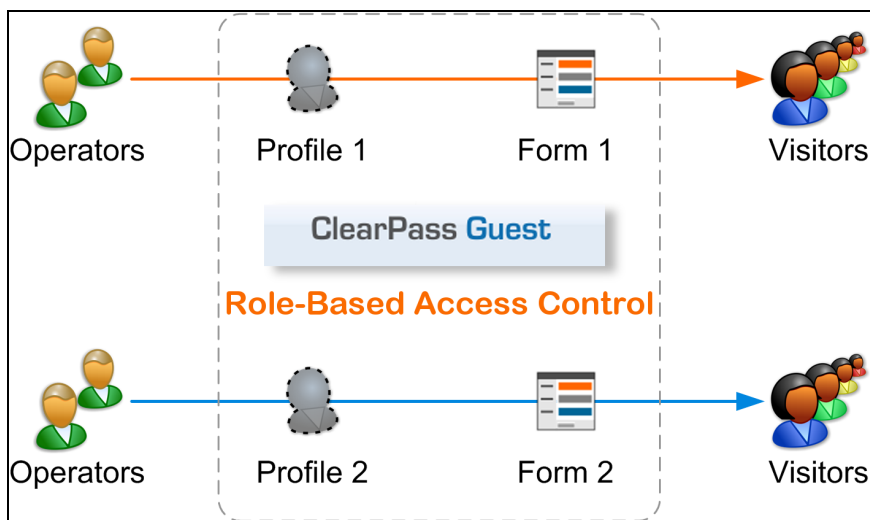 Operators
Profile 1
Form 1
Visitors
ClearPass Guest
Role-Based Access Control
Operators
Profile 2
Form 2
Visitors